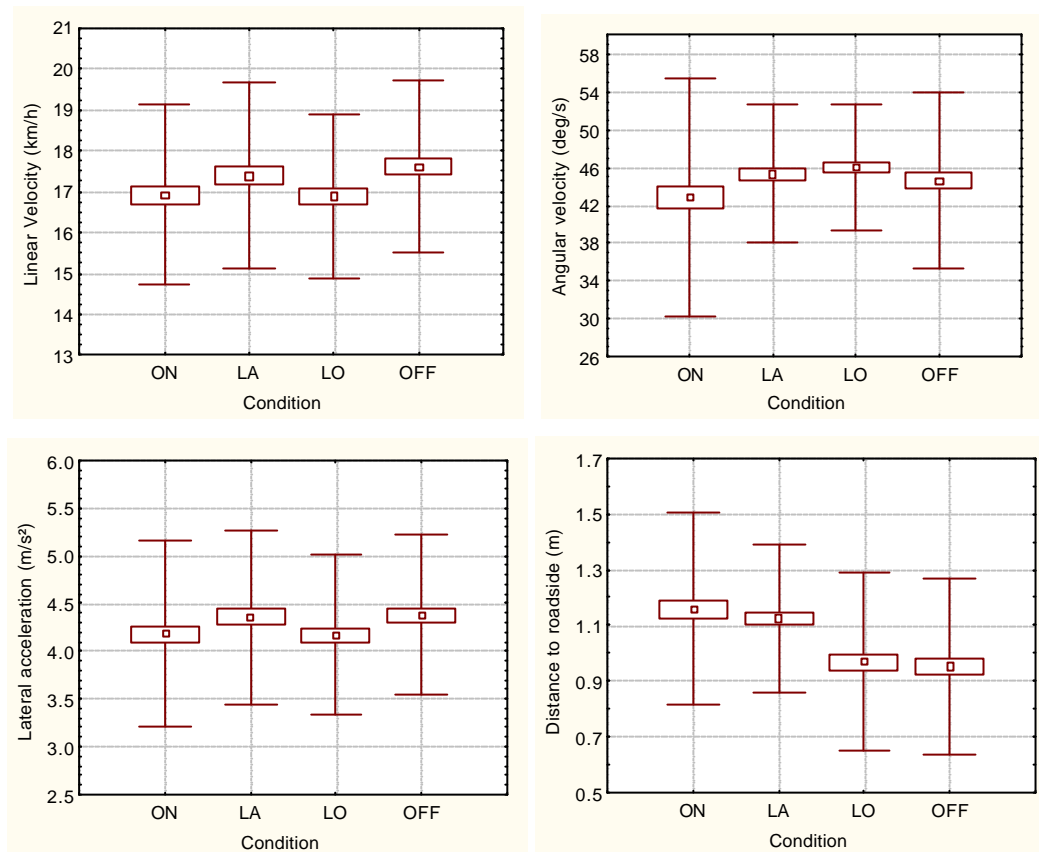 Linear Velocity (km/h)
21
20
19
18
17
16
15
14
13
ON LA LO OFF
Condition
Angular velocity (deg/s)
58
54
50
46
42
38
34
30
26
ON LA LO OFF
Condition
Lateral acceleration (m/s²)
6.0
5.5
5.0
4.5
4.0
3.5
3.0
2.5
ON LA LO OFF
Condition
Distance to roadside (m)
1.7
1.5
1.3
1.1
0.9
0.7
0.5
ON LA LO OFF
Condition